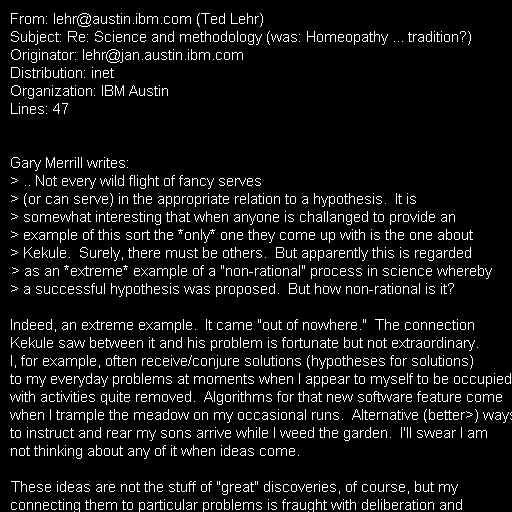 From: lehr@austin.ibm.com (Ted Lehr)
Subject: Re: Science and methodology (was: Homeopathy ... tradition?)
Originator: lehr@jan.austin.ibm.com
Distribution: inet
Organization: IBM Austin
Lines: 47
Gary Merrill writes:
> .. Not every wild flight of fancy serves
> (or can serve) in the appropriate relation to a hypothesis.  It is
> somewhat interesting that when anyone is challanged to provide an
> example of this sort the *only* one they come up with is the one about
> Kekule.  Surely, there must be others.  But apparently this is regarded
> as an *extreme* example of a "non-rational" process in science whereby
> a successful hypothesis was proposed.  But how non-rational is it?
Indeed, an extreme example.  It came "out of nowhere."  The connection
Kekule saw between it and his problem is fortunate but not extraordinary.
I, for example, often receive/conjure solutions (hypotheses for solutions)
to my everyday problems at moments when I appear to myself to be occupied
with activities quite removed.  Algorithms for that new software feature come
when I trample the meadow on my occasional runs.  Alternative (better>) ways
to instruct and rear my sons arrive while I weed the garden.  I'll swear I am
not thinking about any of it when ideas come.
These ideas are not the stuff of "great" discoveries, of course, but my
connecting them to particular problems is fraught with deliberation and